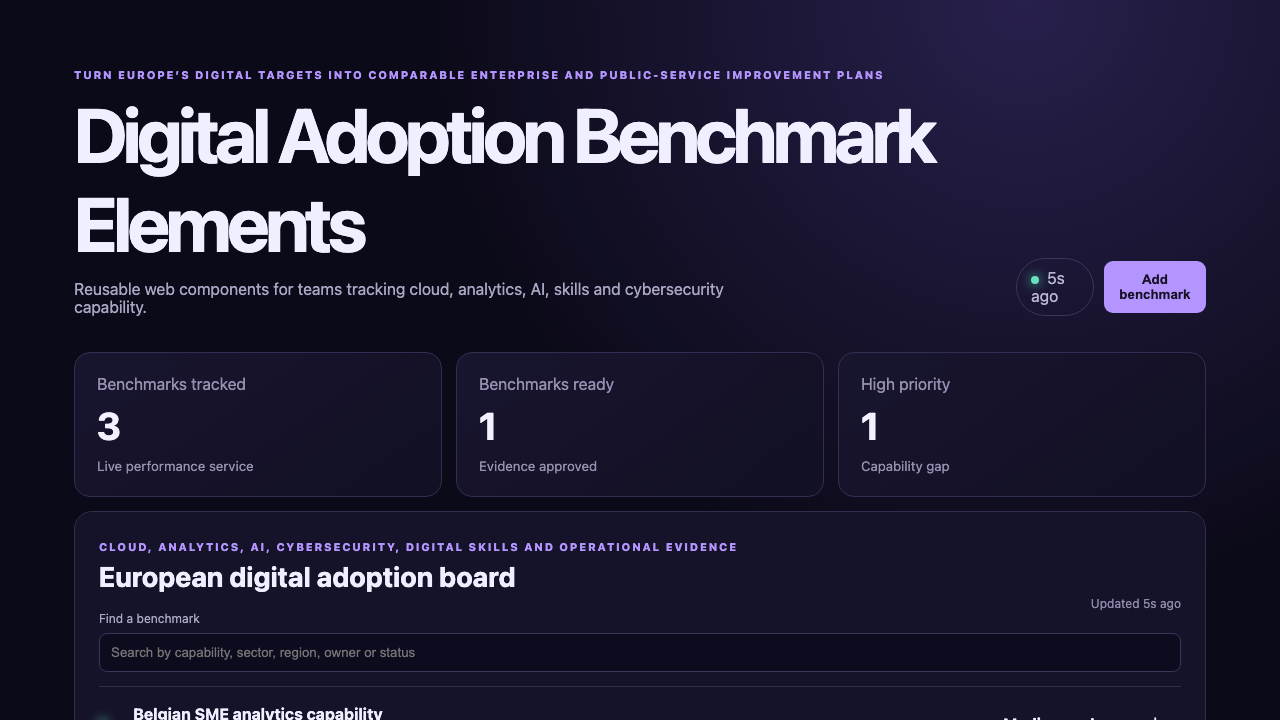 TURN EUROPE'S DIGITAL TARGETS INTO COMPARABLE ENTERPRISE AND PUBLIC-SERVICE IMPROVEMENT PLANS
Digital Adoption Benchmark
Elements
Reusable web components for teams tracking cloud, analytics, AI, skills and cybersecurity
capability.
5s
ago
Add
benchmark
Benchmarks tracked
3
Live performance service
Benchmarks ready
1
Evidence approved
High priority
1
Capability gap
CLOUD, ANALYTICS, AI, CYBERSECURITY, DIGITAL SKILLS AND OPERATIONAL EVIDENCE
European digital adoption board
Updated 5s ago
Find a benchmark
Search by capability, sector, region, owner or status
Belgian SME analytics capability